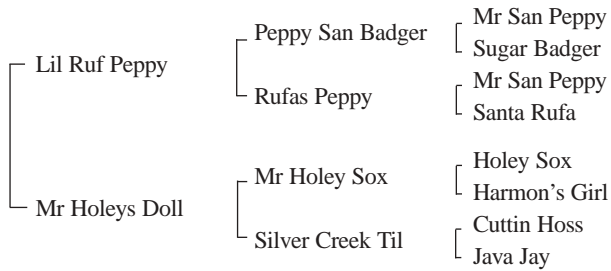 Mr San Peppy
Peppy San Badger
Sugar Badger
Lil Ruf Peppy
Mr San Peppy
Rufas Peppy
Santa Rufa
Holey Sox
Mr Holey Sox
Harmon's Girl
Mr Holeys Doll
Cuttin Hoss
Silver Creek Til
Java Jay